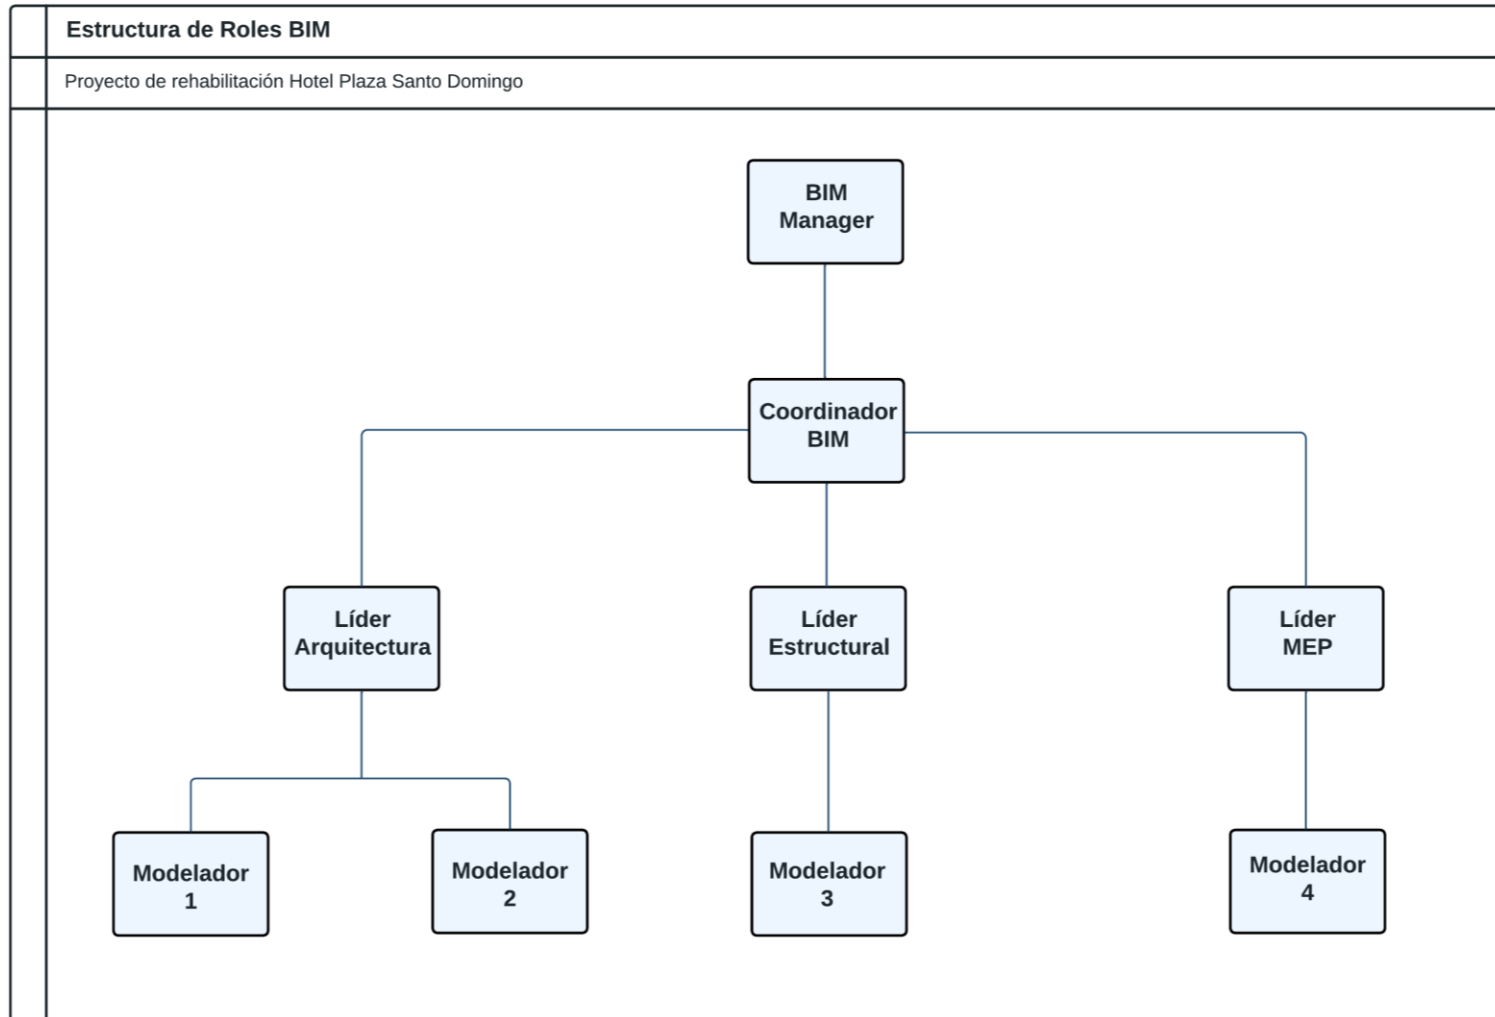 Estructura de Roles BIM
Proyecto de rehabilitación Hotel Plaza Santo Domingo
BIM
Manager
Coordinador
BIM
Líder
Arquitectura
Líder
Estructural
Líder
MEP
Modelador
1
Modelador
2
Modelador
3
Modelador
4